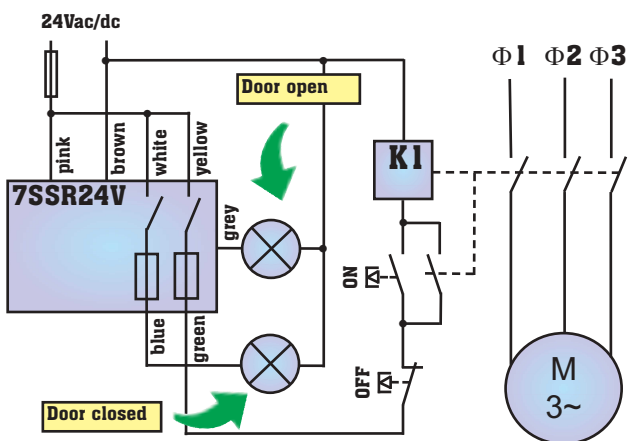 24Vac/dc
Φ1 Φ2 Φ3
Door open
pink
brown
white
yellow
K1
7SSR24V
grey
ON
blue
green
OFF
M
3~
Door closed